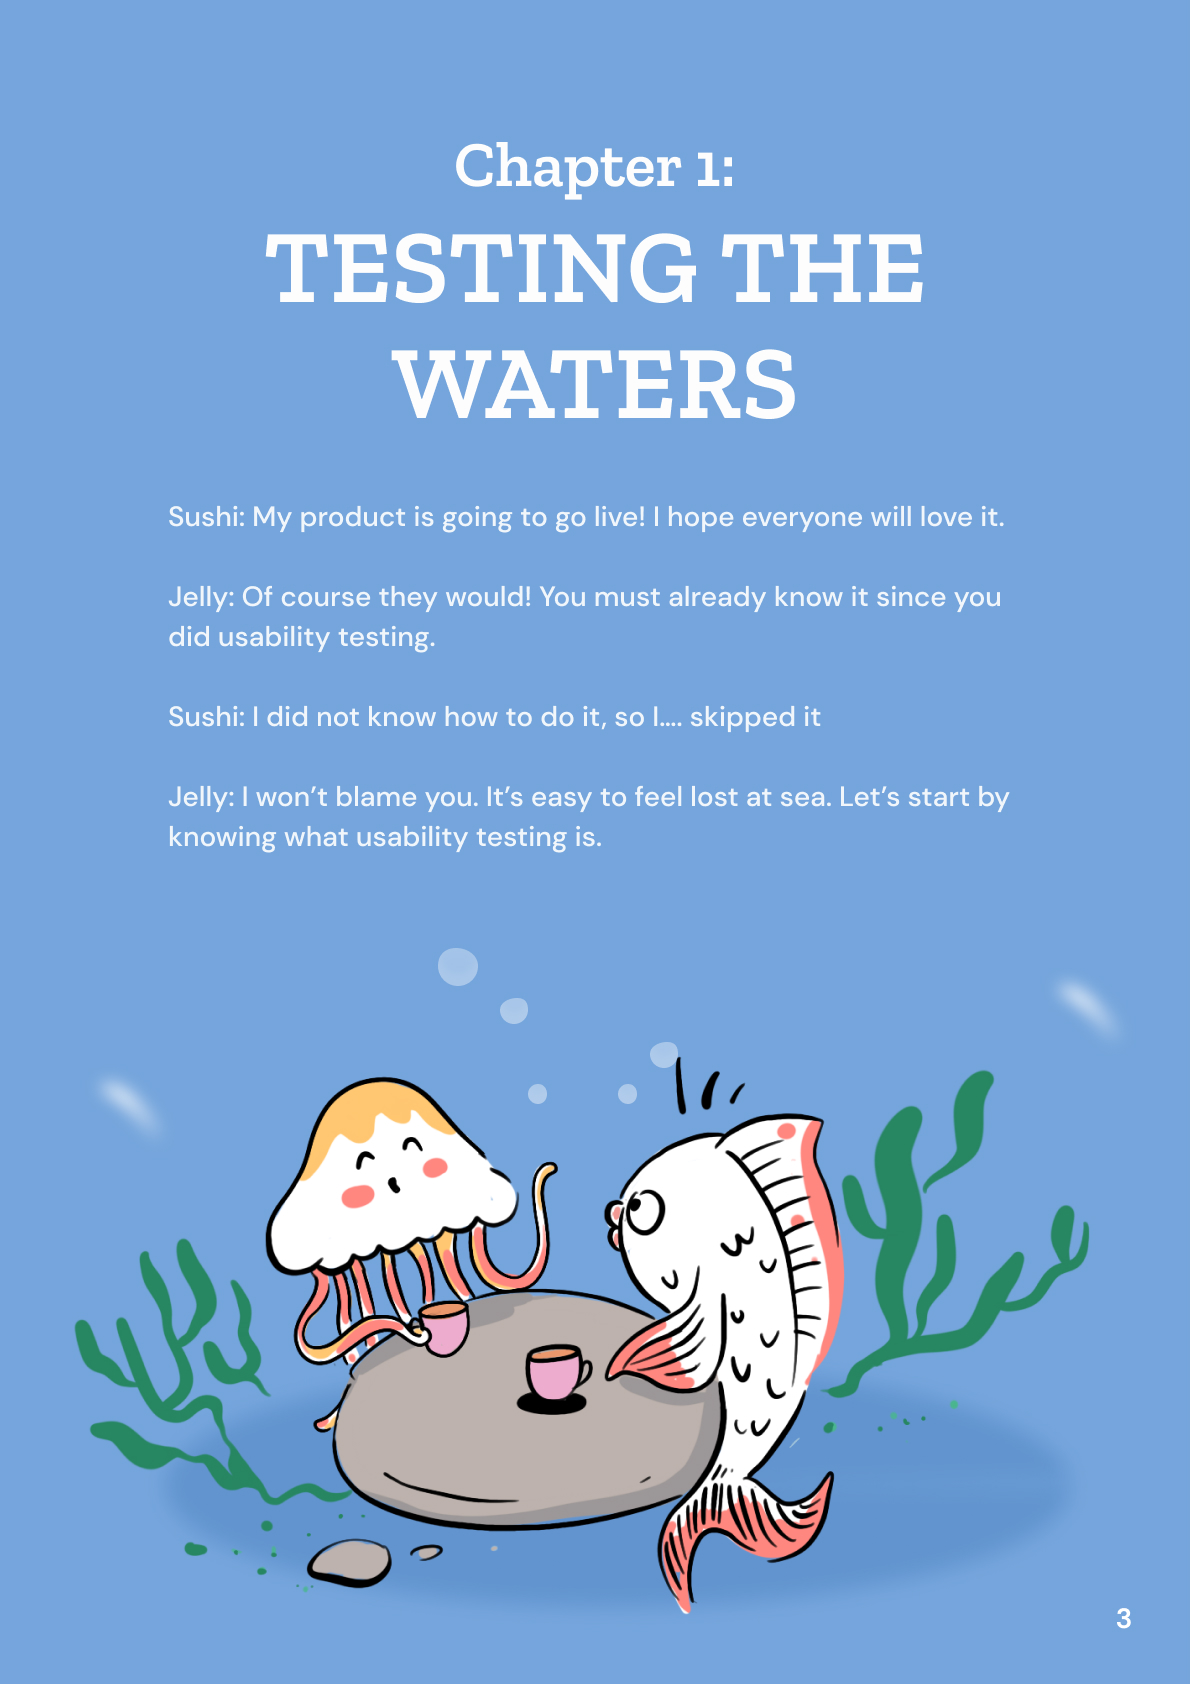 Chapter 1:
TESTING THE
WATERS
Sushi: My product is going to go live! I hope everyone will love it.
Jelly: Of course they would! You must already know it since you
did usability testing.
Sushi: I did not know how to do it, so I.... skipped it
Jelly: I won’t blame you. It’s easy to feel lost at sea. Let’s start by
knowing what usability testing is.
3